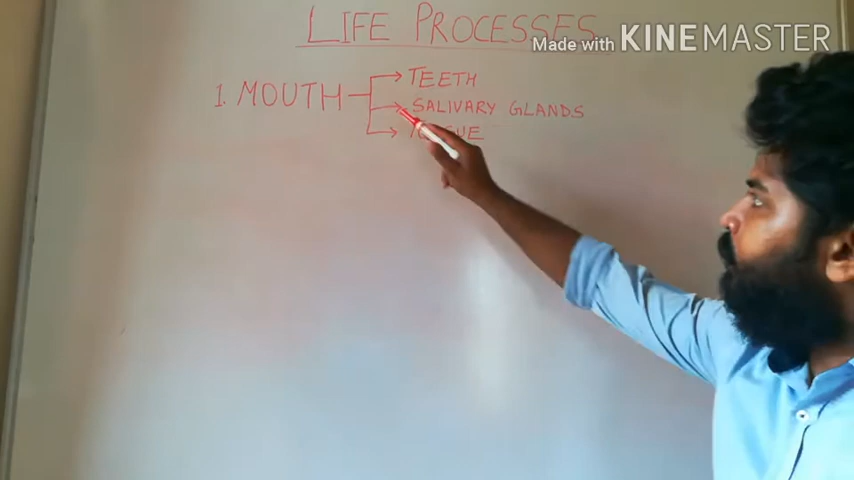 LIFE PROCESSES
Made with KINEMASTER
1. MOUTH
TEETH
SALIVARY GLANDS